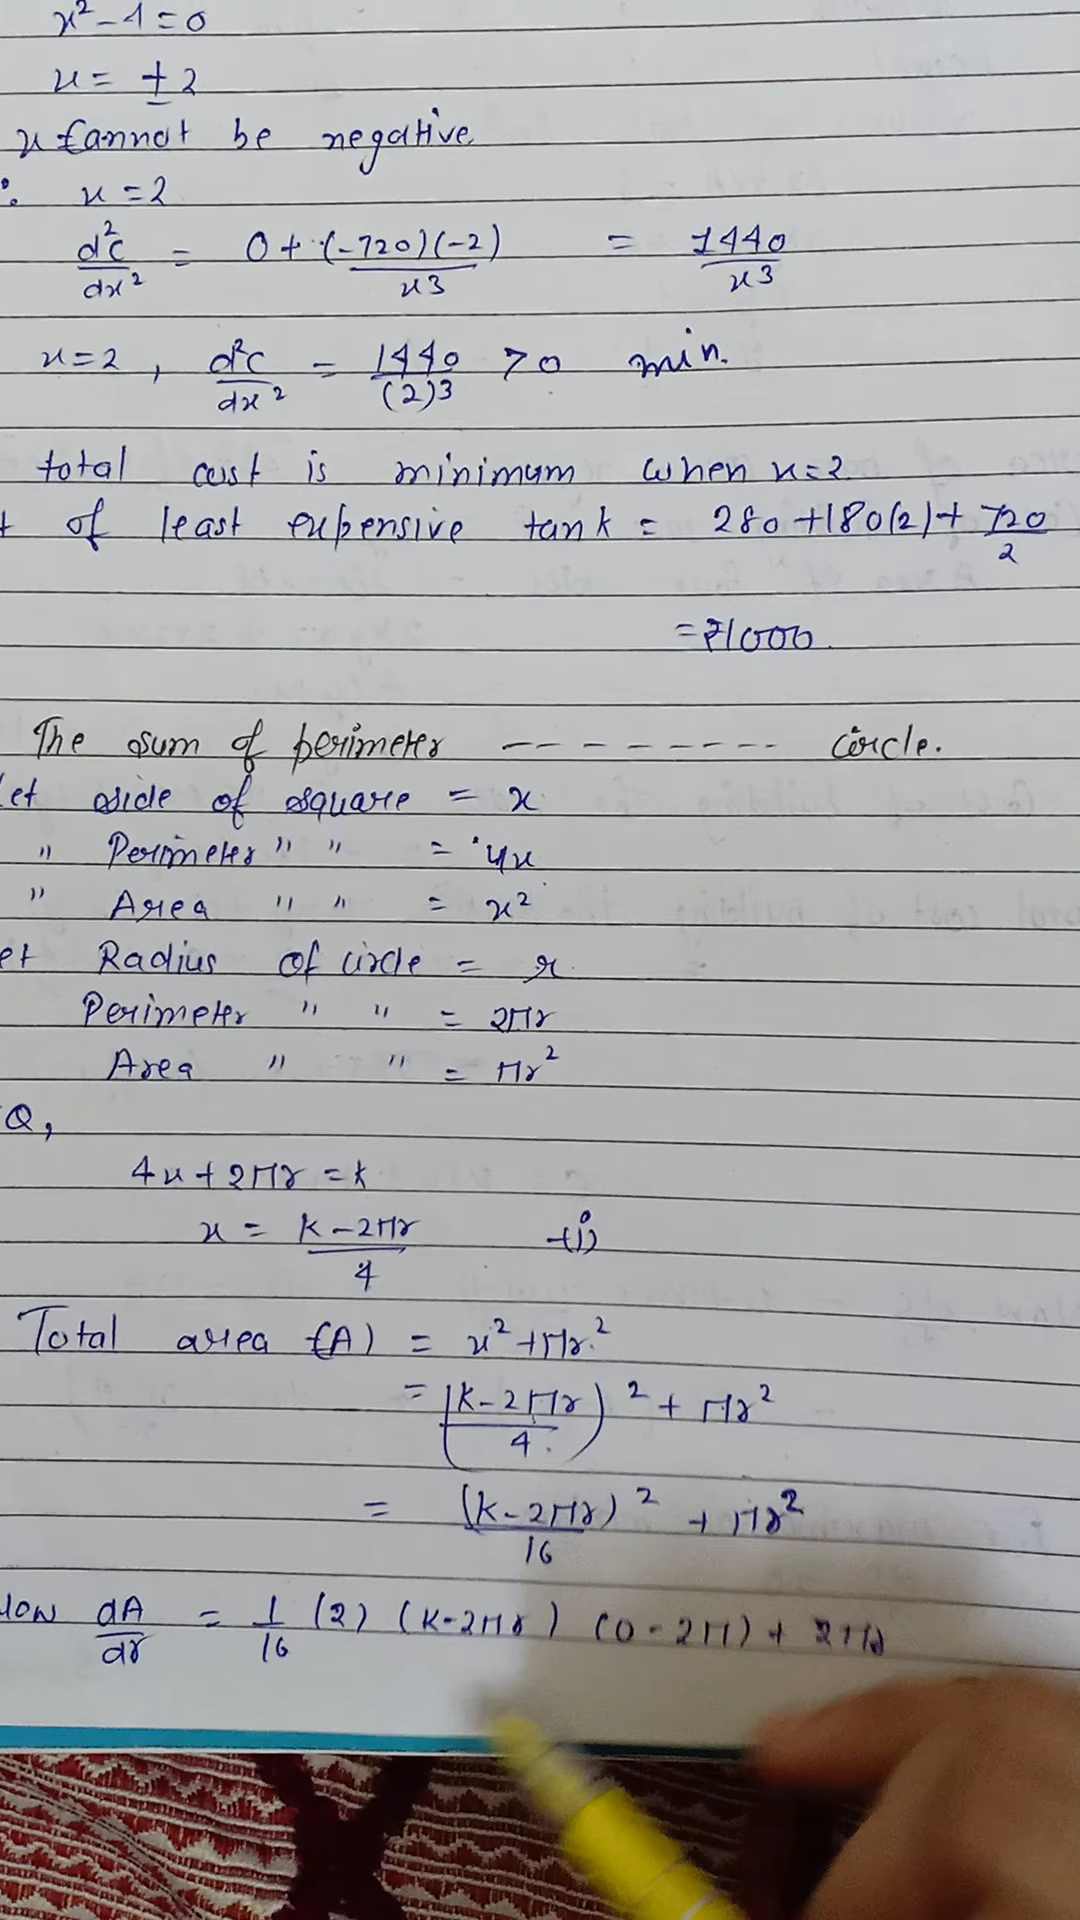 x² - 4 = 0
x = ± 2
x cannot be negative
∴ x = 2
d²c/dx² = 0 + (-720)(-2)/x3 = 1440/x3
x = 2, d²c/dx² = 1440/(2)3 > 0 min.
total cost is minimum when x = 2.
of least expensive tank = 280 + 180(2) + 720/2
= ₹1000.
The sum of perimeter --------- circle.
et side of square = x
" Perimeter " " = 4x
" Area " " = x²
et Radius of circle = r
Perimeter " " = 2πr
Area " " = πr²
Q,
4x + 2πr = k
x = k - 2πr/4 -(i)
Total area (A) = x² + πr²
= (k - 2πr/4)² + πr²
= (k - 2πr)²/16 + πr²
Now dA/dr = 1/16 (2) (k - 2πr) (0 - 2π) + 2πr